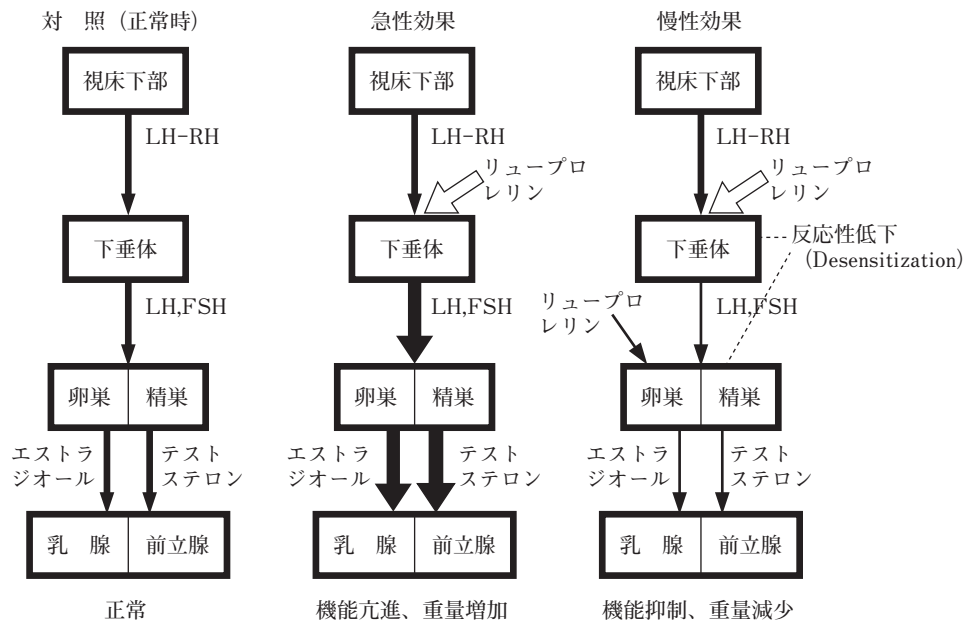 対　照（正常時）
視床下部
LH-RH
下垂体
LH,FSH
卵巣
精巣
エストラ
ジオール
テスト
ステロン
乳　腺
前立腺
正常
急性効果
視床下部
LH-RH
リュープロ
レリン
下垂体
LH,FSH
卵巣
精巣
エストラ
ジオール
テスト
ステロン
乳　腺
前立腺
機能亢進、重量増加
慢性効果
視床下部
LH-RH
リュープロ
レリン
下垂体
反応性低下
(Desensitization)
リュープロ
レリン
LH,FSH
卵巣
精巣
エストラ
ジオール
テスト
ステロン
乳　腺
前立腺
機能抑制、重量減少